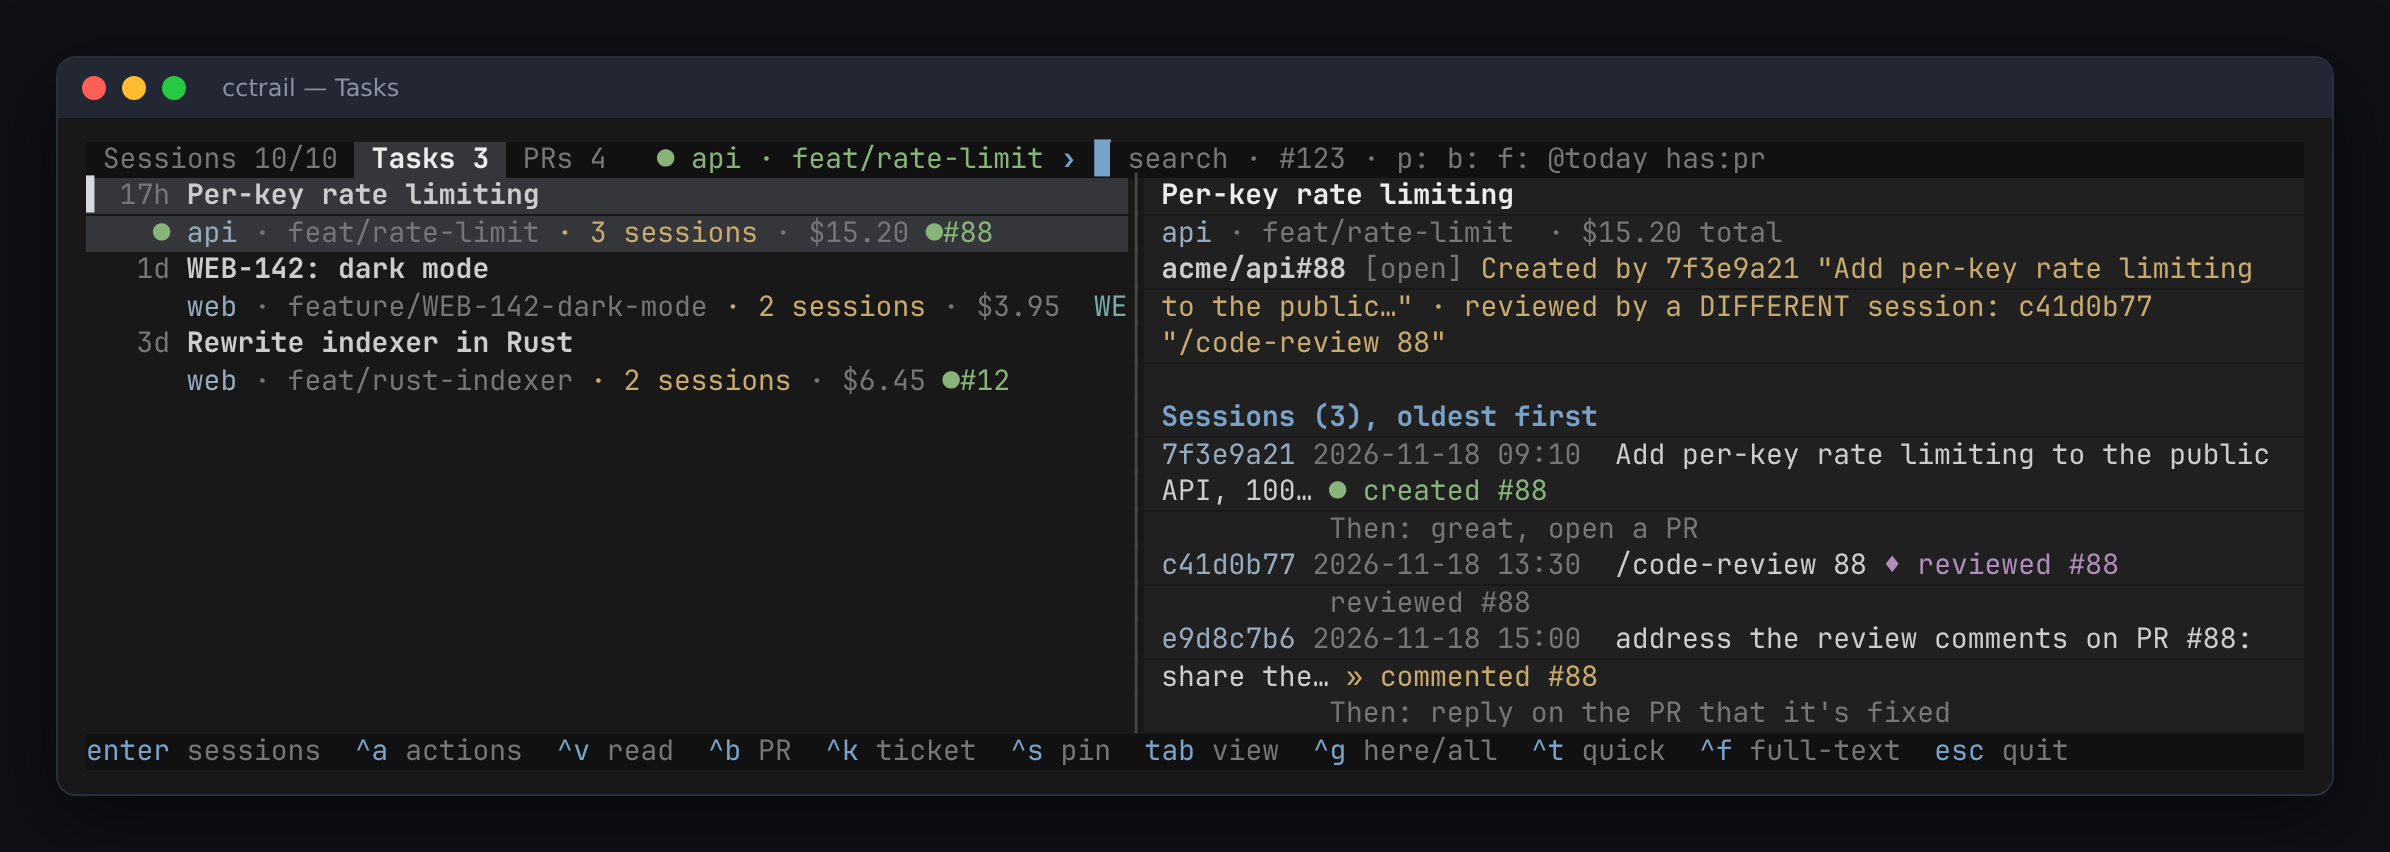 cctrail — Tasks
Sessions 10/10  Tasks 3  PRs 4   ● api · feat/rate-limit › search · #123 · p: b: f: @today has:pr
17h Per-key rate limiting
● api · feat/rate-limit · 3 sessions · $15.20 ●#88
1d WEB-142: dark mode
web · feature/WEB-142-dark-mode · 2 sessions · $3.95  WE
3d Rewrite indexer in Rust
web · feat/rust-indexer · 2 sessions · $6.45 ●#12
Per-key rate limiting
api · feat/rate-limit  · $15.20 total
acme/api#88 [open] Created by 7f3e9a21 "Add per-key rate limiting
to the public…" · reviewed by a DIFFERENT session: c41d0b77
"/code-review 88"
Sessions (3), oldest first
7f3e9a21 2026-11-18 09:10  Add per-key rate limiting to the public
API, 100… ● created #88
Then: great, open a PR
c41d0b77 2026-11-18 13:30  /code-review 88 ♦ reviewed #88
reviewed #88
e9d8c7b6 2026-11-18 15:00  address the review comments on PR #88:
share the… » commented #88
Then: reply on the PR that it's fixed
enter sessions  ^a actions  ^v read  ^b PR  ^k ticket  ^s pin  tab view  ^g here/all  ^t quick  ^f full-text  esc quit